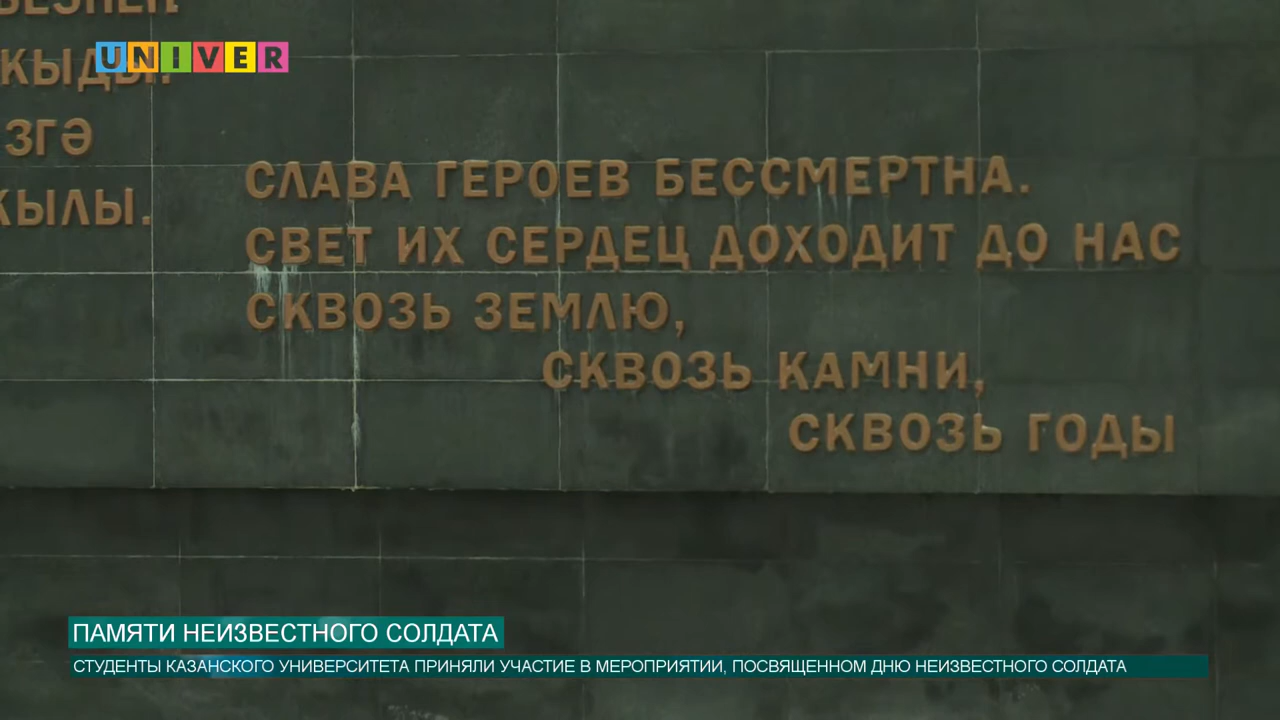 UNIVER
ЗГӘ
СЛАВА ГЕРОЕВ БЕССМЕРТНА.
СВЕТ ИХ СЕРДЕЦ ДОХОДИТ ДО НАС
СКВОЗЬ ЗЕМЛЮ,
СКВОЗЬ КАМНИ,
СКВОЗЬ ГОДЫ
ПАМЯТИ НЕИЗВЕСТНОГО СОЛДАТА
СТУДЕНТЫ КАЗАНСКОГО УНИВЕРСИТЕТА ПРИНЯЛИ УЧАСТИЕ В МЕРОПРИЯТИИ, ПОСВЯЩЕННОМ ДНЮ НЕИЗВЕСТНОГО СОЛДАТА